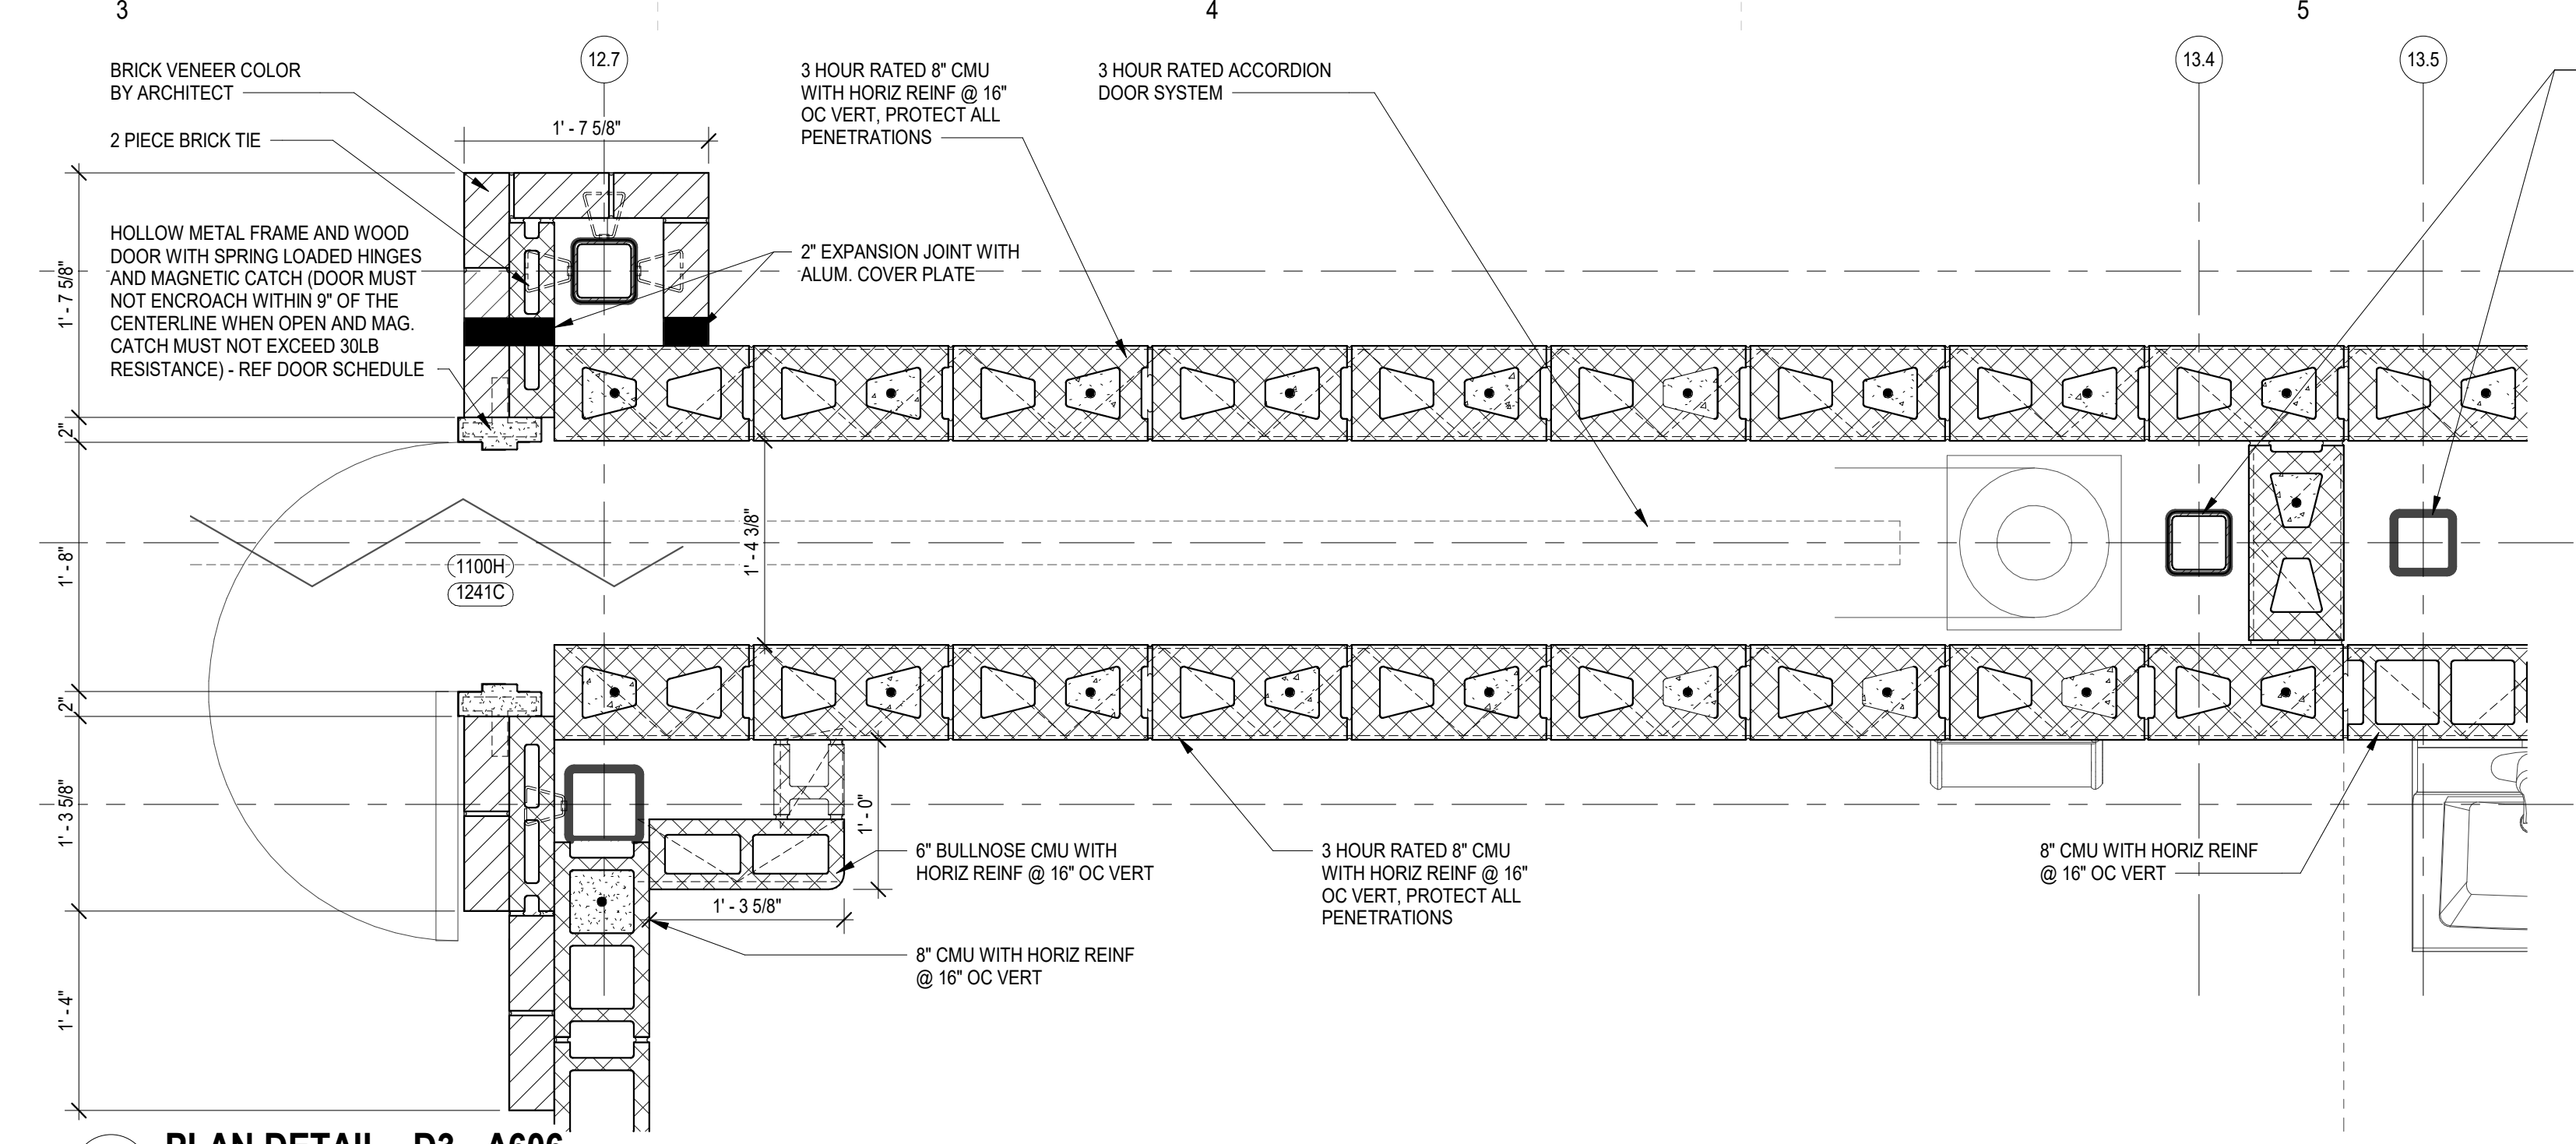 3
4
5
12.7
13.4
13.5
BRICK VENEER COLOR
BY ARCHITECT
2 PIECE BRICK TIE
HOLLOW METAL FRAME AND WOOD
DOOR WITH SPRING LOADED HINGES
AND MAGNETIC CATCH (DOOR MUST
NOT ENCROACH WITHIN 9" OF THE
CENTERLINE WHEN OPEN AND MAG.
CATCH MUST NOT EXCEED 30LB
RESISTANCE) - REF DOOR SCHEDULE
1' - 7 5/8"
3 HOUR RATED 8" CMU
WITH HORIZ REINF @ 16"
OC VERT, PROTECT ALL
PENETRATIONS
3 HOUR RATED ACCORDION
DOOR SYSTEM
2" EXPANSION JOINT WITH
ALUM. COVER PLATE
1' - 7 5/8"
2"
1' - 8"
2"
1' - 3 5/8"
1' - 4"
1' - 4 3/8"
1100H
1241C
1' - 0"
6" BULLNOSE CMU WITH
HORIZ REINF @ 16" OC VERT
1' - 3 5/8"
8" CMU WITH HORIZ REINF
@ 16" OC VERT
3 HOUR RATED 8" CMU
WITH HORIZ REINF @ 16"
OC VERT, PROTECT ALL
PENETRATIONS
8" CMU WITH HORIZ REINF
@ 16" OC VERT
PLAN DETAIL - D3 - A606